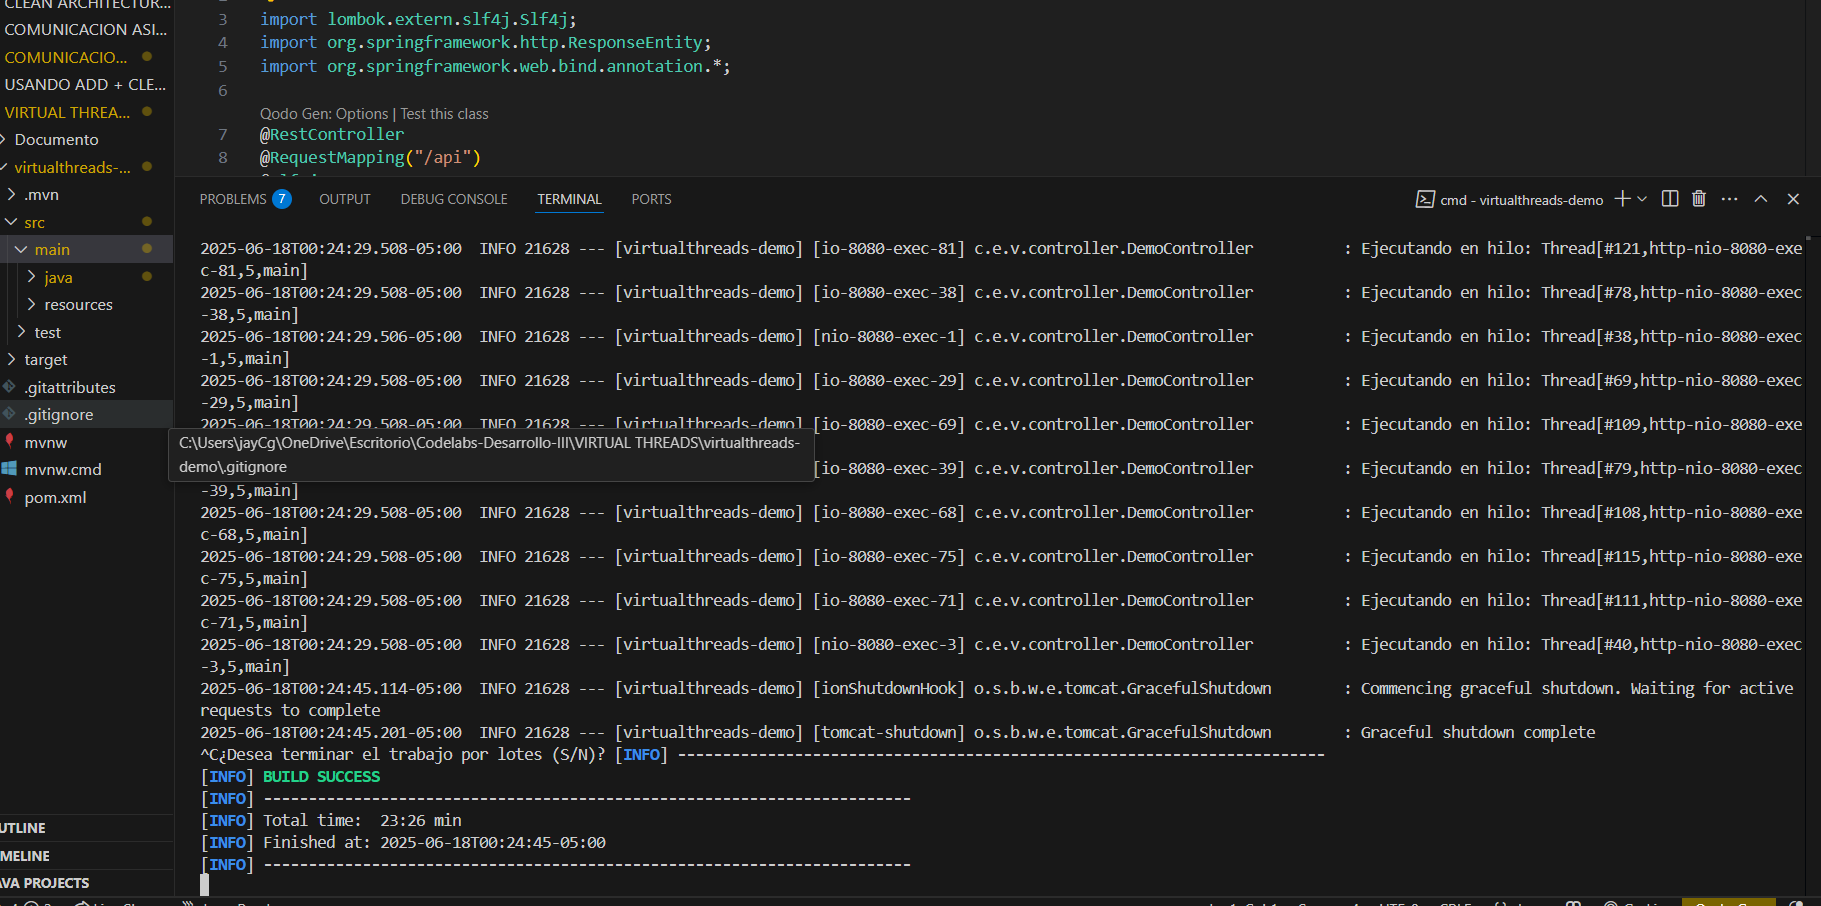 CLEAN ARCHITECTUR...
COMUNICACION ASI...
COMUNICACIO...
USANDO ADD + CLE...
VIRTUAL THREA...
Documento
virtualthreads-...
.mvn
src
main
java
resources
test
target
.gitattributes
.gitignore
mvnw
mvnw.cmd
pom.xml
UTLINE
MELINE
AVA PROJECTS
3 import lombok.extern.slf4j.Slf4j;
4 import org.springframework.http.ResponseEntity;
5 import org.springframework.web.bind.annotation.*;
6
Qodo Gen: Options | Test this class
7 @RestController
8 @RequestMapping("/api")
PROBLEMS 7 OUTPUT DEBUG CONSOLE TERMINAL PORTS cmd - virtualthreads-demo
2025-06-18T00:24:29.508-05:00 INFO 21628 --- [virtualthreads-demo] [io-8080-exec-81] c.e.v.controller.DemoController : Ejecutando en hilo: Thread[#121,http-nio-8080-exe
c-81,5,main]
2025-06-18T00:24:29.508-05:00 INFO 21628 --- [virtualthreads-demo] [io-8080-exec-38] c.e.v.controller.DemoController : Ejecutando en hilo: Thread[#78,http-nio-8080-exec
-38,5,main]
2025-06-18T00:24:29.506-05:00 INFO 21628 --- [virtualthreads-demo] [nio-8080-exec-1] c.e.v.controller.DemoController : Ejecutando en hilo: Thread[#38,http-nio-8080-exec
-1,5,main]
2025-06-18T00:24:29.508-05:00 INFO 21628 --- [virtualthreads-demo] [io-8080-exec-29] c.e.v.controller.DemoController : Ejecutando en hilo: Thread[#69,http-nio-8080-exec
-29,5,main]
2025-06-18T00:24:29.508-05:00 INFO 21628 --- [virtualthreads-demo] [io-8080-exec-69] c.e.v.controller.DemoController : Ejecutando en hilo: Thread[#109,http-nio-8080-exe
C:\Users\jayCg\OneDrive\Escritorio\Codelabs-Desarrollo-III\VIRTUAL THREADS\virtualthreads-
demo\.gitignore
[io-8080-exec-39] c.e.v.controller.DemoController : Ejecutando en hilo: Thread[#79,http-nio-8080-exec
-39,5,main]
2025-06-18T00:24:29.508-05:00 INFO 21628 --- [virtualthreads-demo] [io-8080-exec-68] c.e.v.controller.DemoController : Ejecutando en hilo: Thread[#108,http-nio-8080-exe
c-68,5,main]
2025-06-18T00:24:29.508-05:00 INFO 21628 --- [virtualthreads-demo] [io-8080-exec-75] c.e.v.controller.DemoController : Ejecutando en hilo: Thread[#115,http-nio-8080-exe
c-75,5,main]
2025-06-18T00:24:29.508-05:00 INFO 21628 --- [virtualthreads-demo] [io-8080-exec-71] c.e.v.controller.DemoController : Ejecutando en hilo: Thread[#111,http-nio-8080-exe
c-71,5,main]
2025-06-18T00:24:29.508-05:00 INFO 21628 --- [virtualthreads-demo] [nio-8080-exec-3] c.e.v.controller.DemoController : Ejecutando en hilo: Thread[#40,http-nio-8080-exec
-3,5,main]
2025-06-18T00:24:45.114-05:00 INFO 21628 --- [virtualthreads-demo] [ionShutdownHook] o.s.b.w.e.tomcat.GracefulShutdown : Commencing graceful shutdown. Waiting for active
requests to complete
2025-06-18T00:24:45.201-05:00 INFO 21628 --- [virtualthreads-demo] [tomcat-shutdown] o.s.b.w.e.tomcat.GracefulShutdown : Graceful shutdown complete
^C¿Desea terminar el trabajo por lotes (S/N)? [INFO] ------------------------------------------------------------------------
[INFO] BUILD SUCCESS
[INFO] ------------------------------------------------------------------------
[INFO] Total time:  23:26 min
[INFO] Finished at: 2025-06-18T00:24:45-05:00
[INFO] ------------------------------------------------------------------------